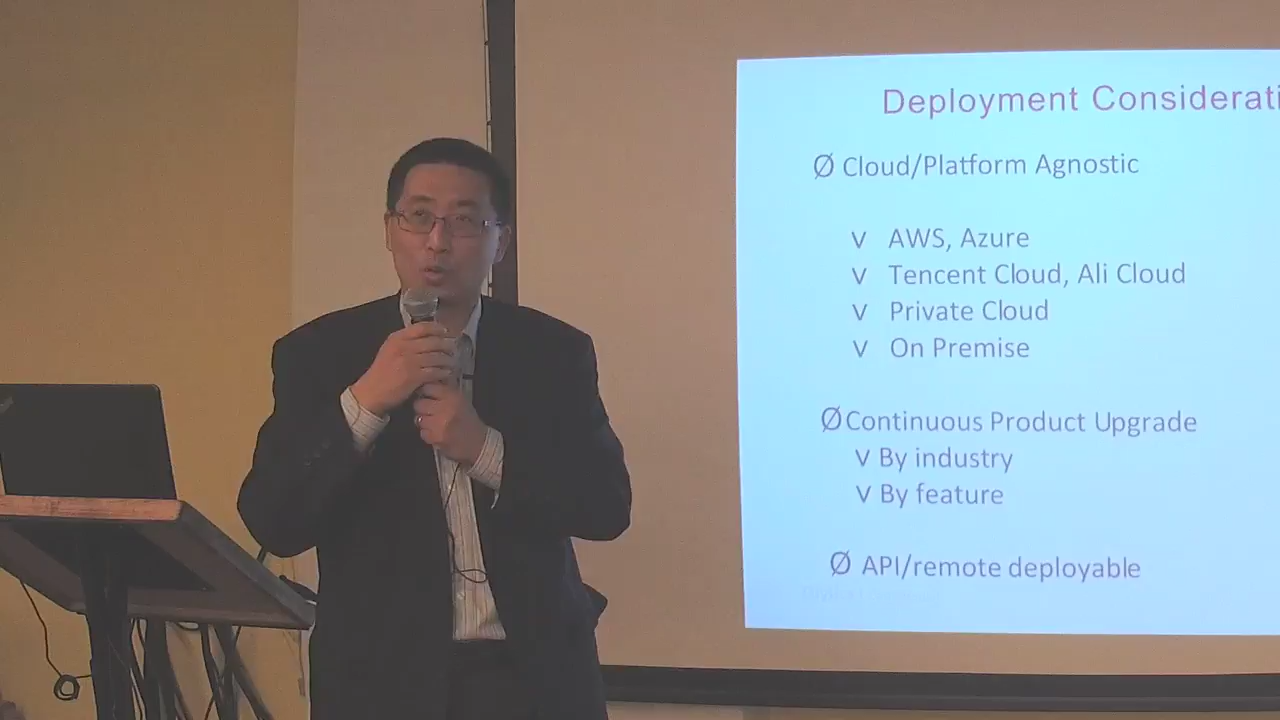 Deployment Considerati
Ø Cloud/Platform Agnostic
v AWS, Azure
v Tencent Cloud, Ali Cloud
v Private Cloud
v On Premise
Ø Continuous Product Upgrade
v By industry
v By feature
Ø API/remote deployable